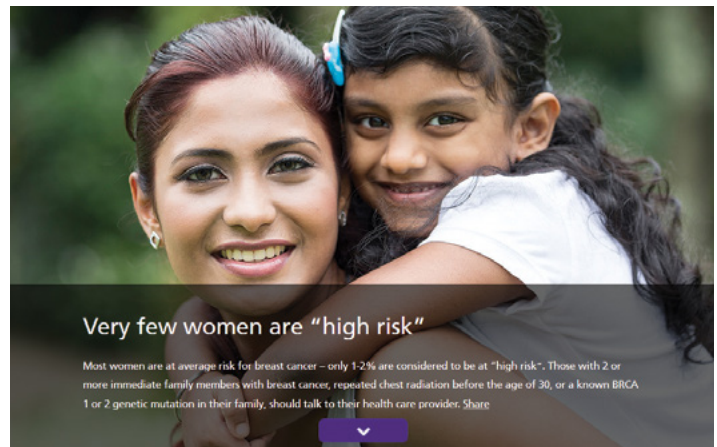 Very few women are “high risk”
Most women are at average risk for breast cancer – only 1-2% are considered to be at “high risk”. Those with 2 or
more immediate family members with breast cancer, repeated chest radiation before the age of 30, or a known BRCA
1 or 2 genetic mutation in their family, should talk to their health care provider. Share